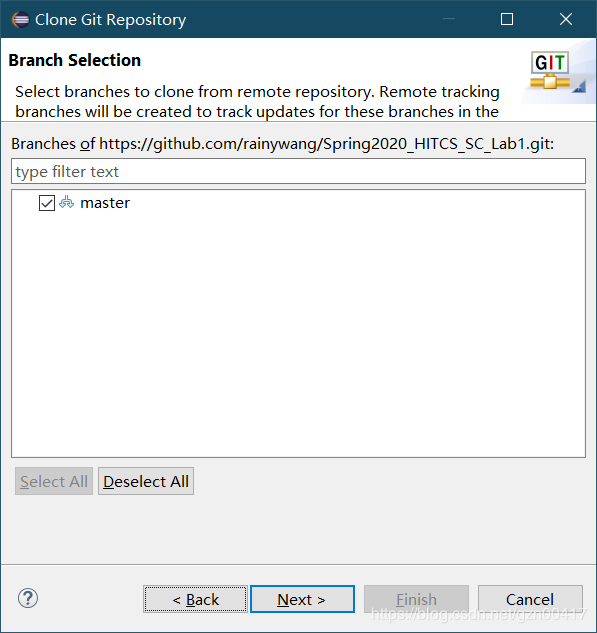 Clone Git Repository
Branch Selection
GIT
Select branches to clone from remote repository. Remote tracking
branches will be created to track updates for these branches in the
Branches of https://github.com/rainywang/Spring2020_HITCS_SC_Lab1.git:
type filter text
master
Select All Deselect All
? < Back Next > Finish Cancel
https://blog.csdn.net/gzn00417